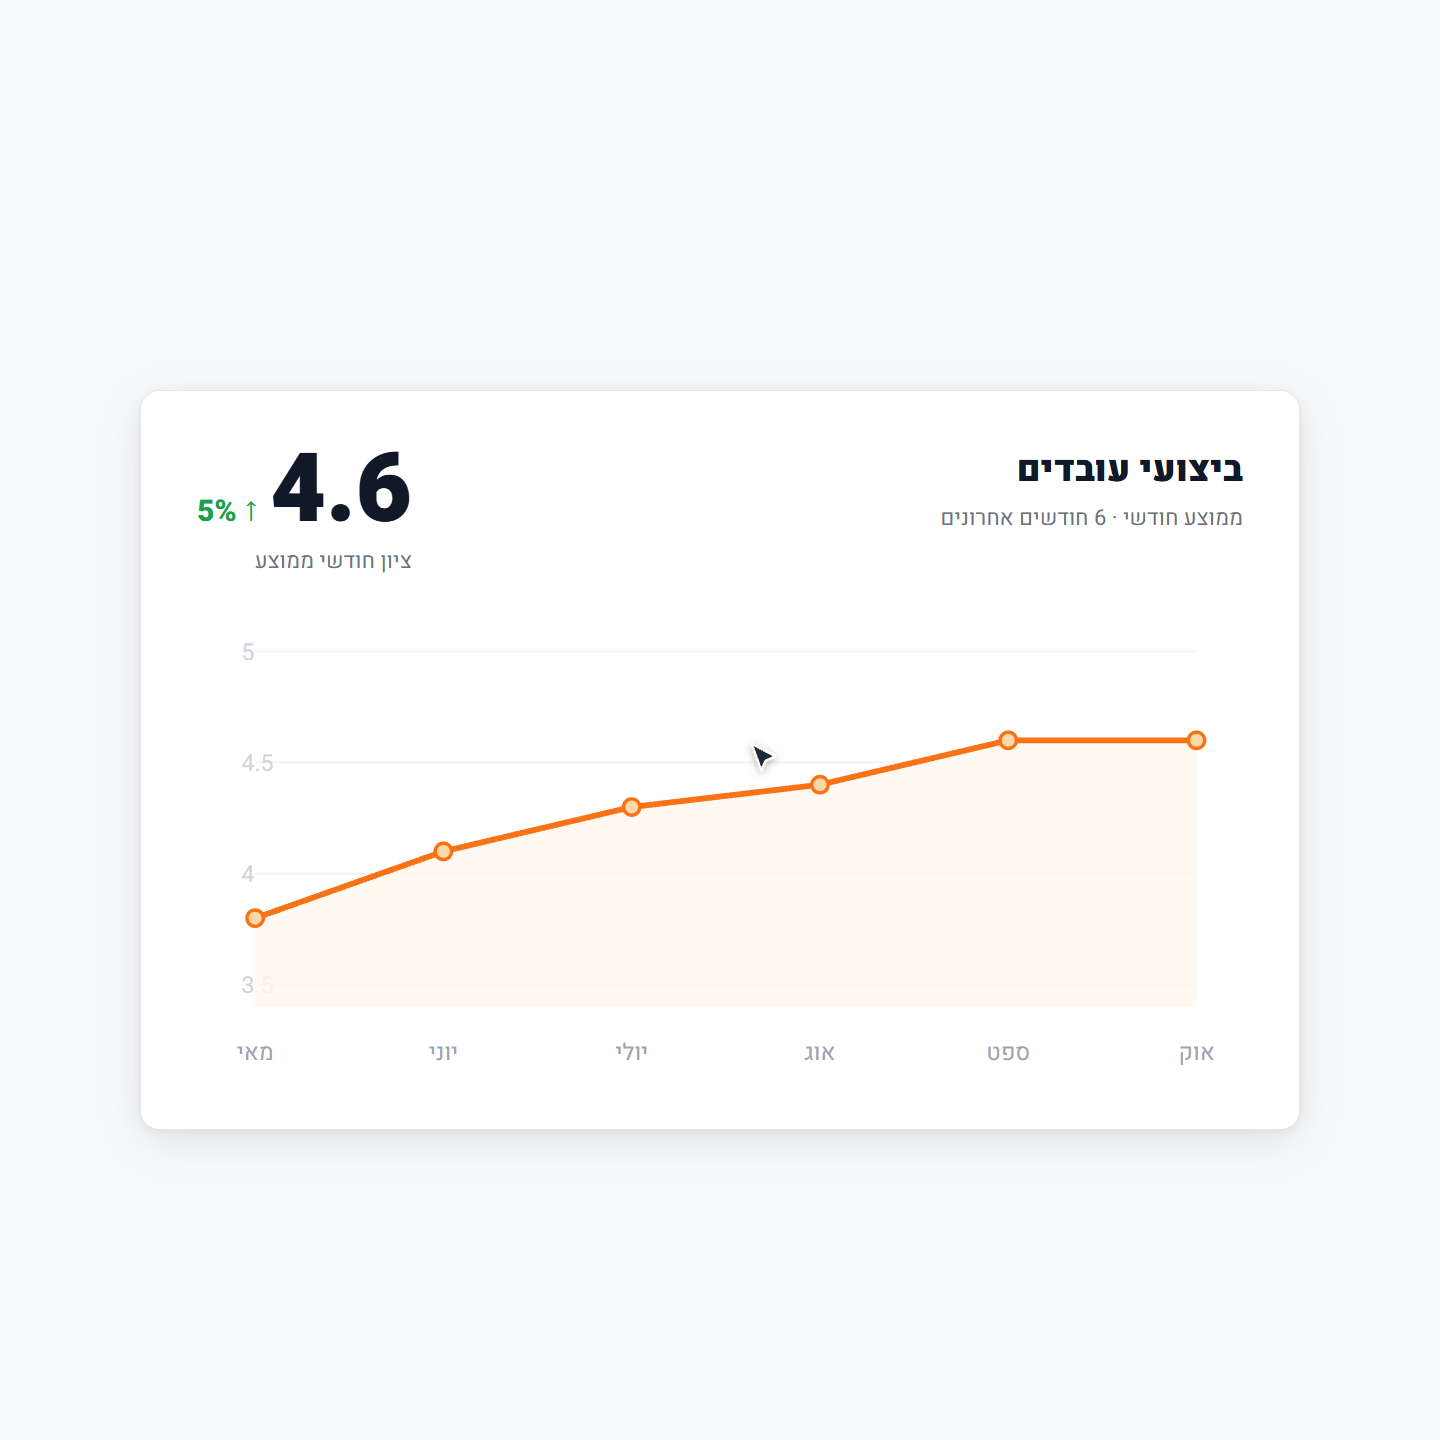 ביצועי עובדים
ממוצע חודשי · 6 חודשים אחרונים
4.6 ↑ 5%
ציון חודשי ממוצע
5
4.5
4
3.5
מאי יוני יולי אוג ספט אוק